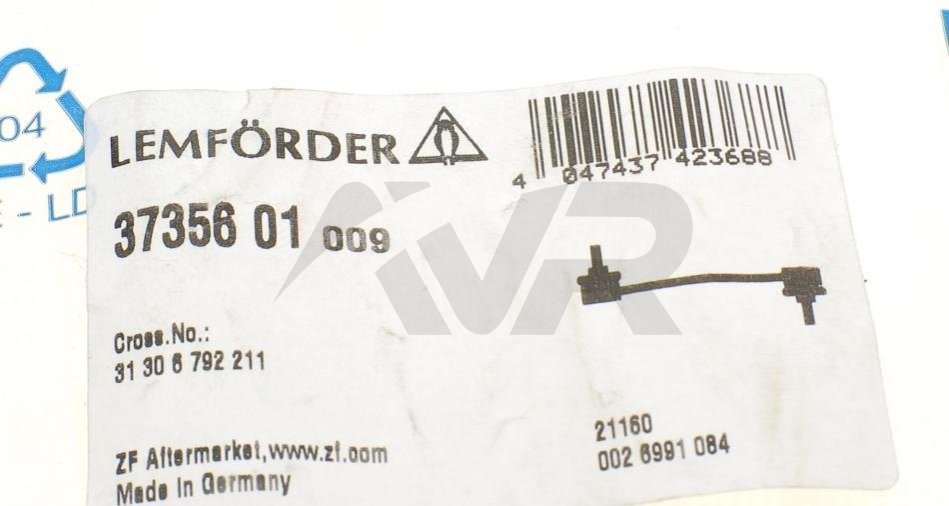 04
E - LD
LEMFÖRDER
4 047437 423688
37356 01 009
IVR
Cross.No.:
31 30 6 792 211
21160
002 6991 084
ZF Aftermarket,www.zf.com
Made In Germany